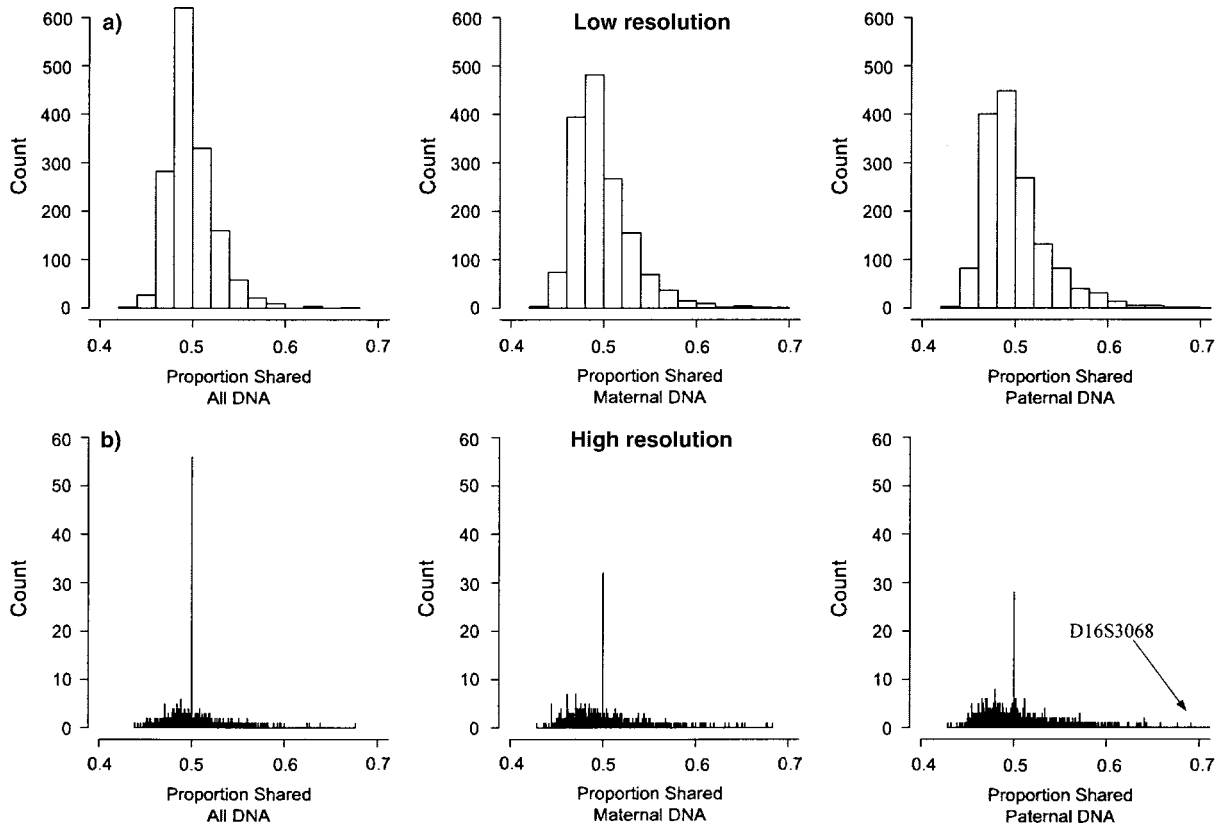 a)
Low resolution
600
500
400
300
200
100
0
Count
0.4 0.5 0.6 0.7
Proportion Shared
All DNA
600
500
400
300
200
100
0
Count
0.4 0.5 0.6 0.7
Proportion Shared
Maternal DNA
600
500
400
300
200
100
0
Count
0.4 0.5 0.6 0.7
Proportion Shared
Paternal DNA
b)
High resolution
60
50
40
30
20
10
0
Count
0.4 0.5 0.6 0.7
Proportion Shared
All DNA
60
50
40
30
20
10
0
Count
0.4 0.5 0.6 0.7
Proportion Shared
Maternal DNA
60
50
40
30
20
10
0
Count
D16S3068
0.4 0.5 0.6 0.7
Proportion Shared
Paternal DNA